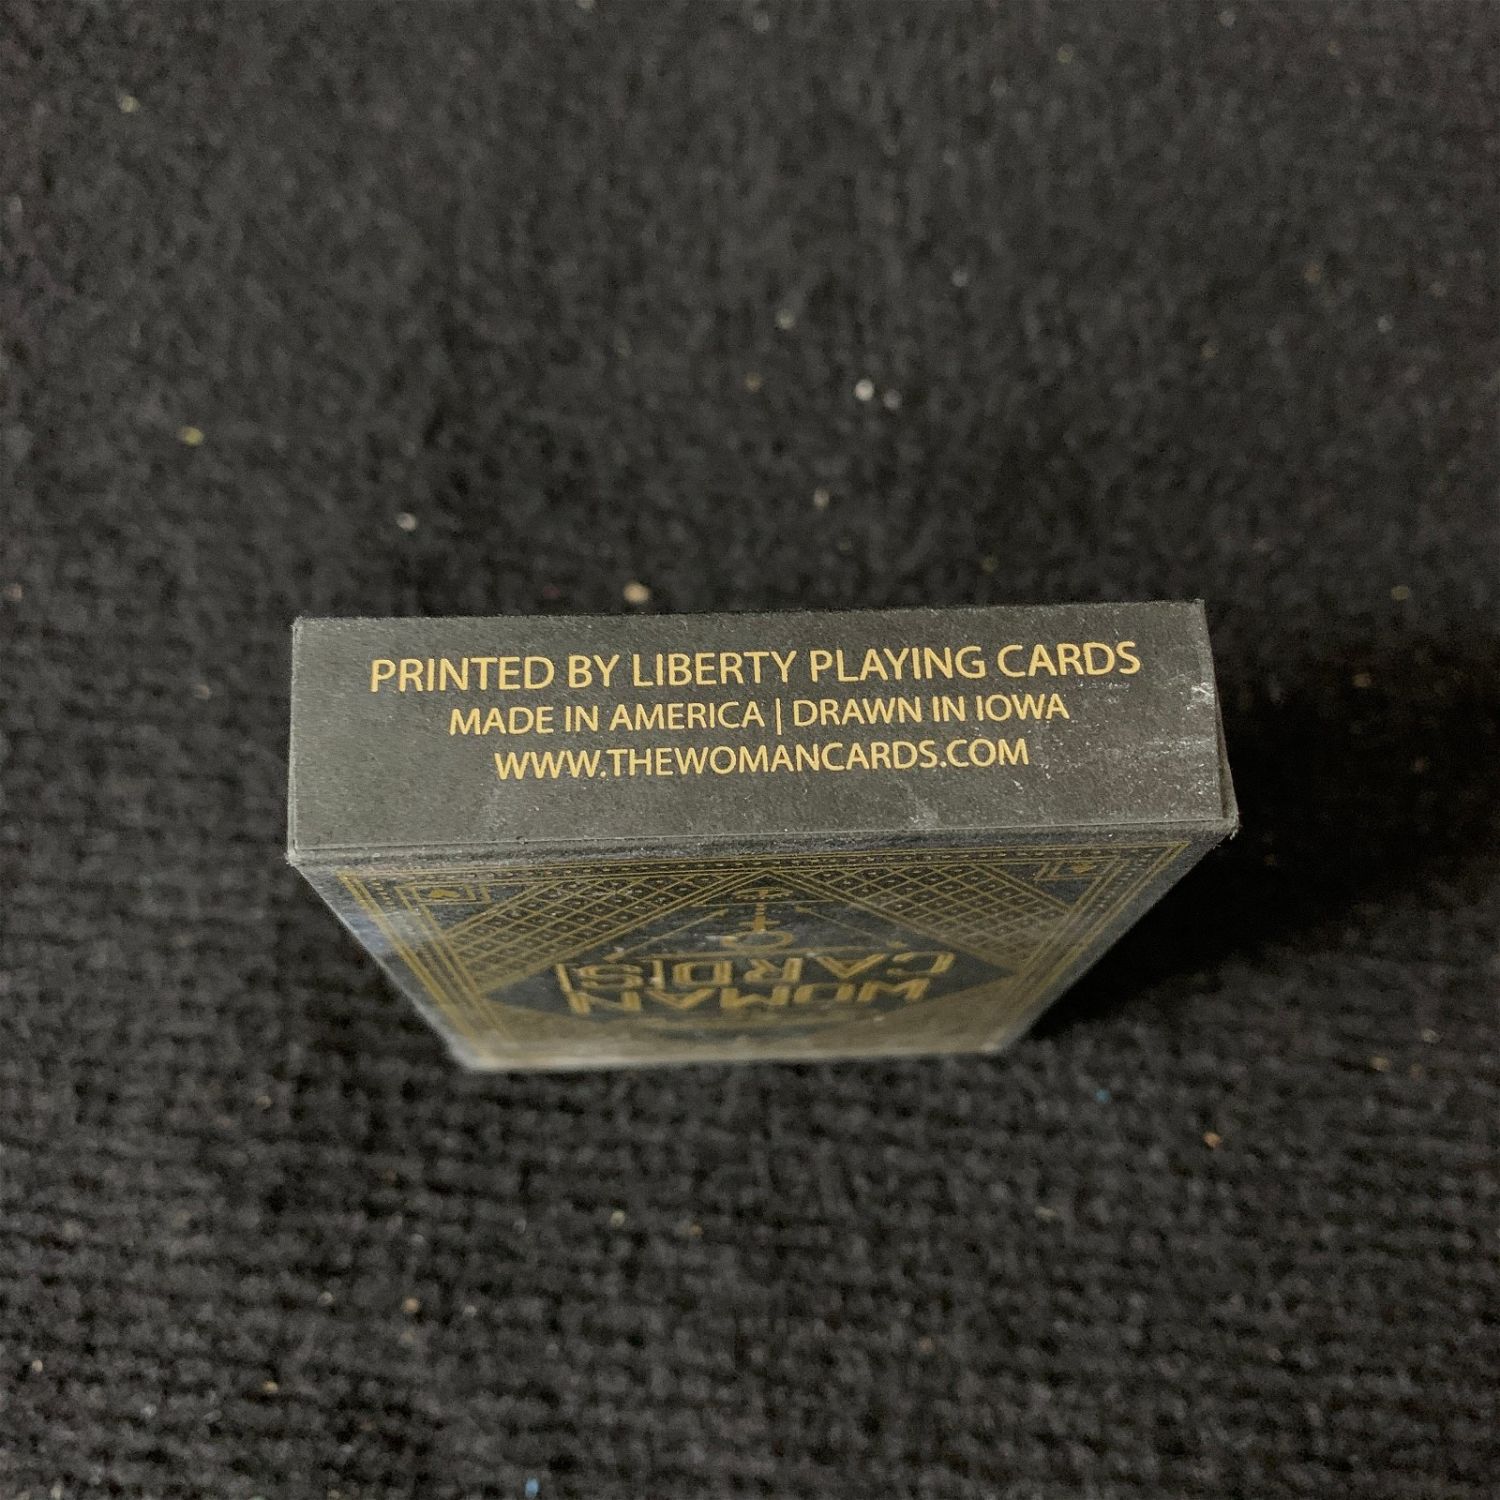 PRINTED BY LIBERTY PLAYING CARDS
MADE IN AMERICA | DRAWN IN IOWA
WWW.THEWOMANCARDS.COM
WOMAN
CARDS